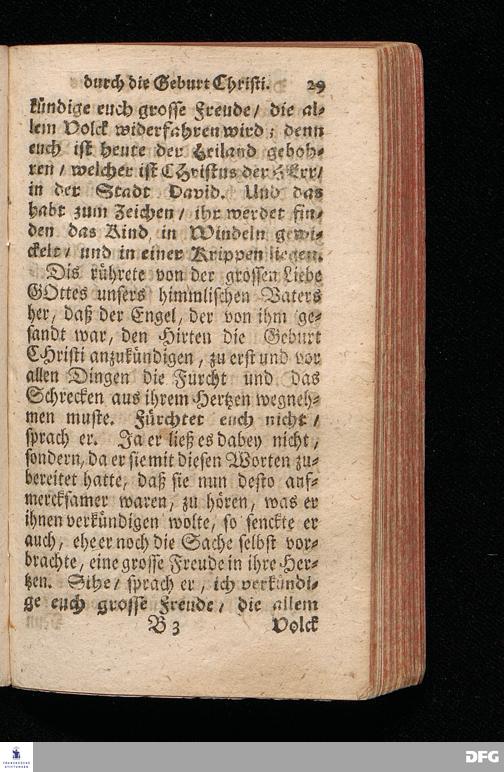 durch die Geburt Christi. 29
kündige euch grosse Freude/ die al-
lem Volck widerfahren wird; denn
euch ist heute der Heiland geboh-
ren/ welcher ist CHristus der HErr/
in der Stadt David. Und das
habt zum Zeichen/ ihr werdet fin-
den das Kind in Windeln gewi-
ckelt/ und in einer Krippen liegen.
Dis rührete von der grossen Liebe
GOttes unsers himmlischen Vaters
her, daß der Engel, der von ihm ge-
sandt war, den Hirten die Geburt
CHristi anzukündigen, zu erst und vor
allen Dingen die Furcht und das
Schrecken aus ihrem Hertzen wegneh-
men muste. Fürchtet euch nicht/
sprach er. Ja er ließ es dabey nicht,
sondern, da er sie mit diesen Worten zu-
bereitet hatte, daß sie nun desto auf-
mercksamer waren, zu hören, was er
ihnen verkündigen wolte, so senckte er
auch, ehe er noch die Sache selbst vor-
brachte, eine grosse Freude in ihre Her-
tzen. Sihe/ sprach er, ich verkündi-
ge euch grosse Freude/ die allem
B 3 Volck
FRANCKESCHE
STIFTUNGEN
DFG